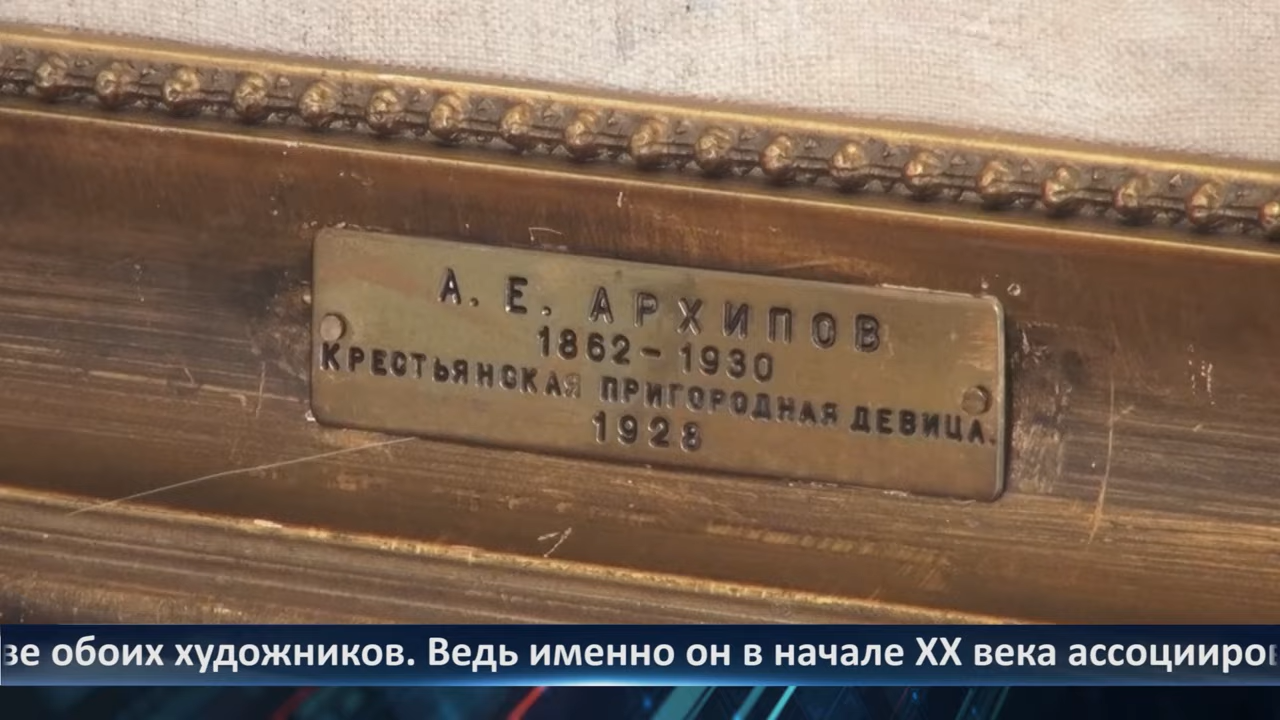 А. Е. АРХИПОВ
1862 – 1930
КРЕСТЬЯНСКАЯ ПРИГОРОДНАЯ ДЕВИЦА.
1928
обоих художников. Ведь именно он в начале XX века